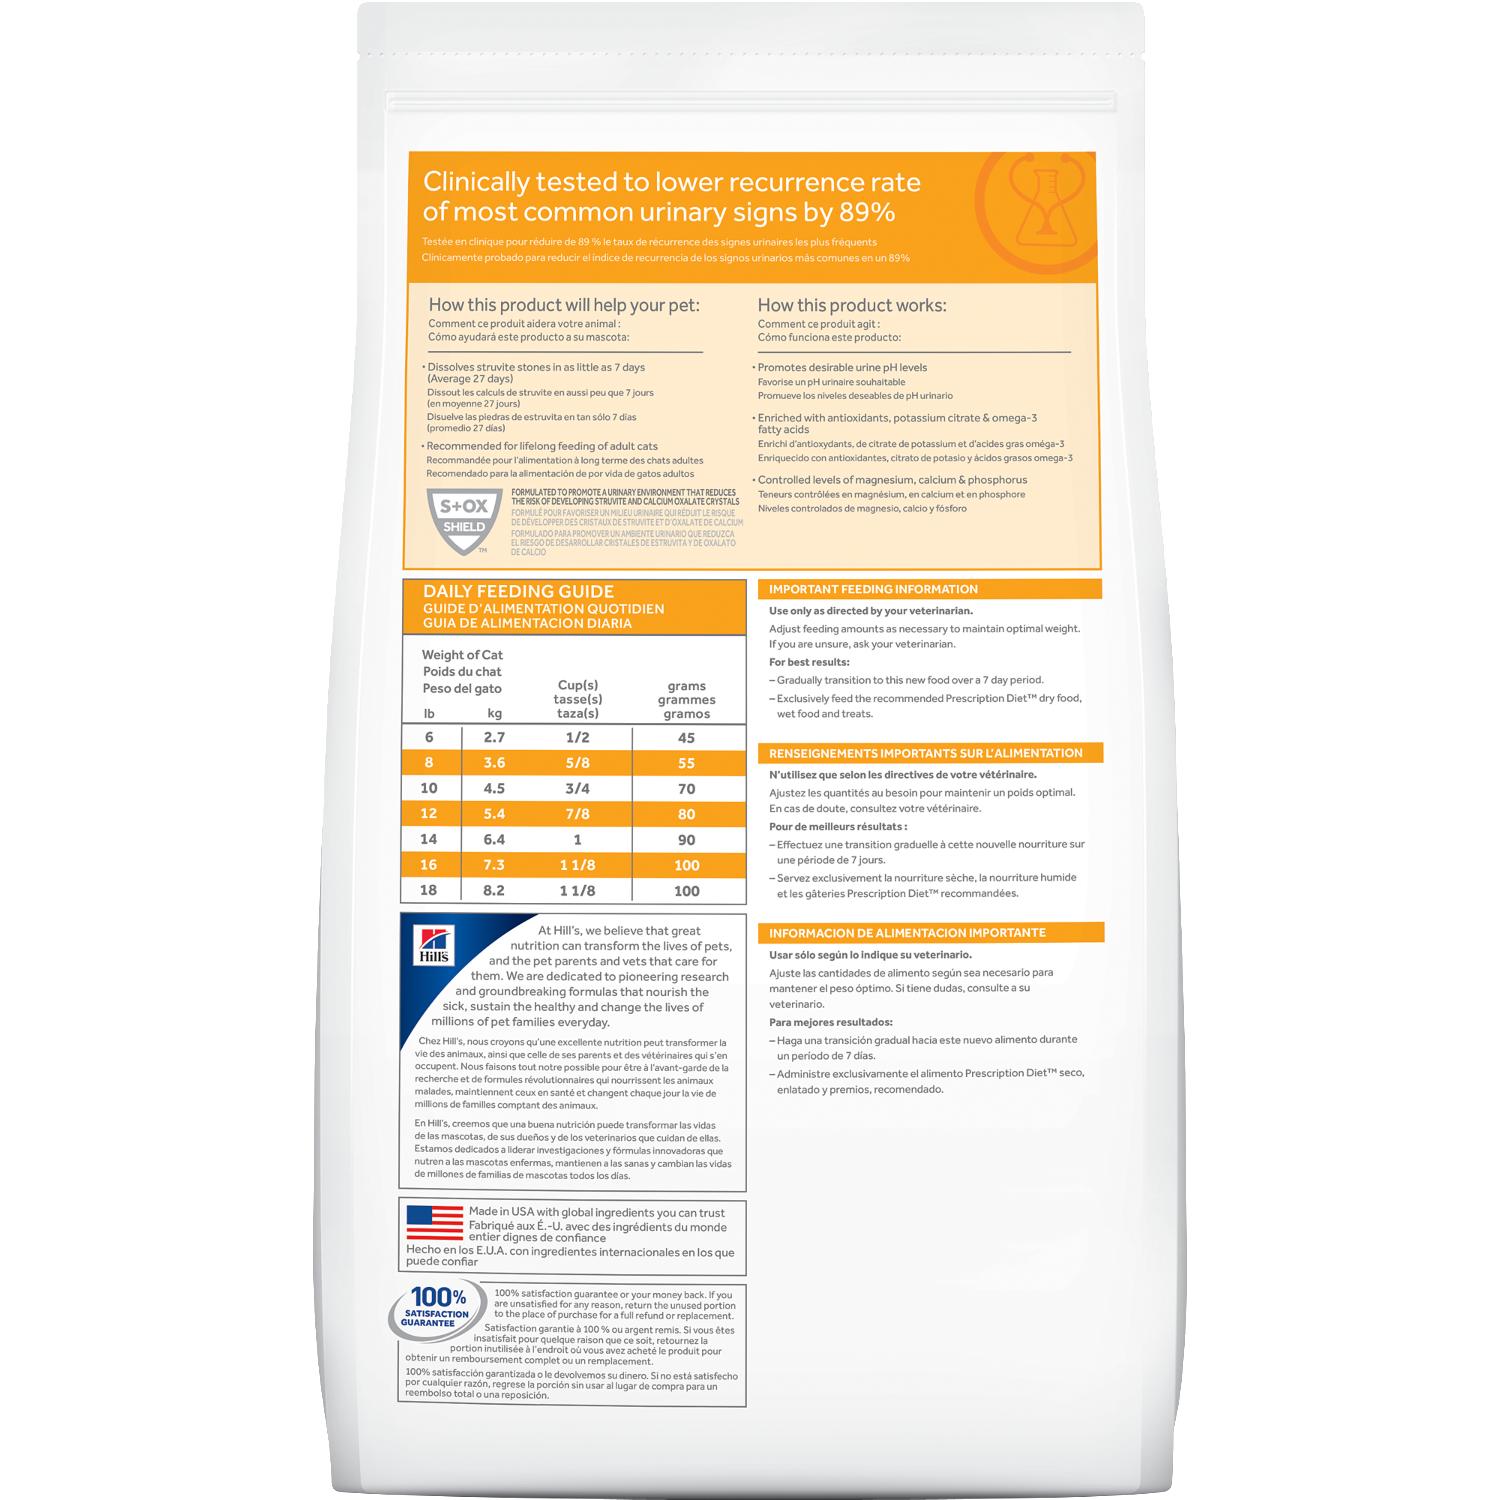 Clinically tested to lower recurrence rate
of most common urinary signs by 89%
Testée en clinique pour réduire de 89 % le taux de récurrence des signes urinaires les plus fréquents
Clínicamente probado para reducir el índice de recurrencia de los signos urinarios más comunes en un 89%
How this product will help your pet:
Comment ce produit aidera votre animal :
Cómo ayudará este producto a su mascota:
• Dissolves struvite stones in as little as 7 days
(Average 27 days)
Dissout les calculs de struvite en aussi peu que 7 jours
(en moyenne 27 jours)
Disuelve las piedras de estruvita en tan sólo 7 días
(promedio 27 días)
• Recommended for lifelong feeding of adult cats
Recommandée pour l'alimentation à long terme des chats adultes
Recomendado para la alimentación de por vida de gatos adultos
S+OX
SHIELD
™
FORMULATED TO PROMOTE A URINARY ENVIRONMENT THAT REDUCES
THE RISK OF DEVELOPING STRUVITE AND CALCIUM OXALATE CRYSTALS
FORMULÉ POUR FAVORISER UN MILIEU URINAIRE QUI RÉDUIT LE RISQUE
DE DÉVELOPPER DES CRISTAUX DE STRUVITE ET D'OXALATE DE CALCIUM
FORMULADO PARA PROMOVER UN AMBIENTE URINARIO QUE REDUZCA
EL RIESGO DE DESARROLLAR CRISTALES DE ESTRUVITA Y DE OXALATO
DE CALCIO
How this product works:
Comment ce produit agit :
Cómo funciona este producto:
• Promotes desirable urine pH levels
Favorise un pH urinaire souhaitable
Promueve los niveles deseables de pH urinario
• Enriched with antioxidants, potassium citrate & omega-3
fatty acids
Enrichi d'antioxydants, de citrate de potassium et d'acides gras oméga-3
Enriquecido con antioxidantes, citrato de potasio y ácidos grasos omega-3
• Controlled levels of magnesium, calcium & phosphorus
Teneurs contrôlées en magnésium, en calcium et en phosphore
Niveles controlados de magnesio, calcio y fósforo
DAILY FEEDING GUIDE
GUIDE D'ALIMENTATION QUOTIDIEN
GUIA DE ALIMENTACION DIARIA
Weight of Cat
Poids du chat
Peso del gato
Cup(s)
tasse(s)
taza(s)
grams
grammes
gramos
lb kg
6 2.7 1/2 45
8 3.6 5/8 55
10 4.5 3/4 70
12 5.4 7/8 80
14 6.4 1 90
16 7.3 1 1/8 100
18 8.2 1 1/8 100
Hill's
At Hill's, we believe that great
nutrition can transform the lives of pets,
and the pet parents and vets that care for
them. We are dedicated to pioneering research
and groundbreaking formulas that nourish the
sick, sustain the healthy and change the lives of
millions of pet families everyday.
Chez Hill's, nous croyons qu'une excellente nutrition peut transformer la
vie des animaux, ainsi que celle de ses parents et des vétérinaires qui s'en
occupent. Nous faisons tout notre possible pour être à l'avant-garde de la
recherche et de formules révolutionnaires qui nourrissent les animaux
malades, maintiennent ceux en santé et changent chaque jour la vie de
millions de familles comptant des animaux.
En Hill's, creemos que una buena nutrición puede transformar las vidas
de las mascotas, de sus dueños y de los veterinarios que cuidan de ellas.
Estamos dedicados a liderar investigaciones y fórmulas innovadoras que
nutren a las mascotas enfermas, mantienen a las sanas y cambian las vidas
de millones de familias de mascotas todos los días.
Made in USA with global ingredients you can trust
Fabriqué aux É.-U. avec des ingrédients du monde
entier dignes de confiance
Hecho en los E.U.A. con ingredientes internacionales en los que
puede confiar
100%
SATISFACTION
GUARANTEE
100% satisfaction guarantee or your money back. If you
are unsatisfied for any reason, return the unused portion
to the place of purchase for a full refund or replacement.
Satisfaction garantie à 100 % ou argent remis. Si vous êtes
insatisfait pour quelque raison que ce soit, retournez la
portion inutilisée à l'endroit où vous avez acheté le produit pour
obtenir un remboursement complet ou un remplacement.
100% satisfacción garantizada o le devolvemos su dinero. Si no está satisfecho
por cualquier razón, regrese la porción sin usar al lugar de compra para un
reembolso total o una reposición.
IMPORTANT FEEDING INFORMATION
Use only as directed by your veterinarian.
Adjust feeding amounts as necessary to maintain optimal weight.
If you are unsure, ask your veterinarian.
For best results:
– Gradually transition to this new food over a 7 day period.
– Exclusively feed the recommended Prescription Diet™ dry food,
wet food and treats.
RENSEIGNEMENTS IMPORTANTS SUR L'ALIMENTATION
N'utilisez que selon les directives de votre vétérinaire.
Ajustez les quantités au besoin pour maintenir un poids optimal.
En cas de doute, consultez votre vétérinaire.
Pour de meilleurs résultats :
– Effectuez une transition graduelle à cette nouvelle nourriture sur
une période de 7 jours.
– Servez exclusivement la nourriture sèche, la nourriture humide
et les gâteries Prescription Diet™ recommandées.
INFORMACION DE ALIMENTACION IMPORTANTE
Usar sólo según lo indique su veterinario.
Ajuste las cantidades de alimento según sea necesario para
mantener el peso óptimo. Si tiene dudas, consulte a su
veterinario.
Para mejores resultados:
– Haga una transición gradual hacia este nuevo alimento durante
un período de 7 días.
– Administre exclusivamente el alimento Prescription Diet™ seco,
enlatado y premios, recomendado.